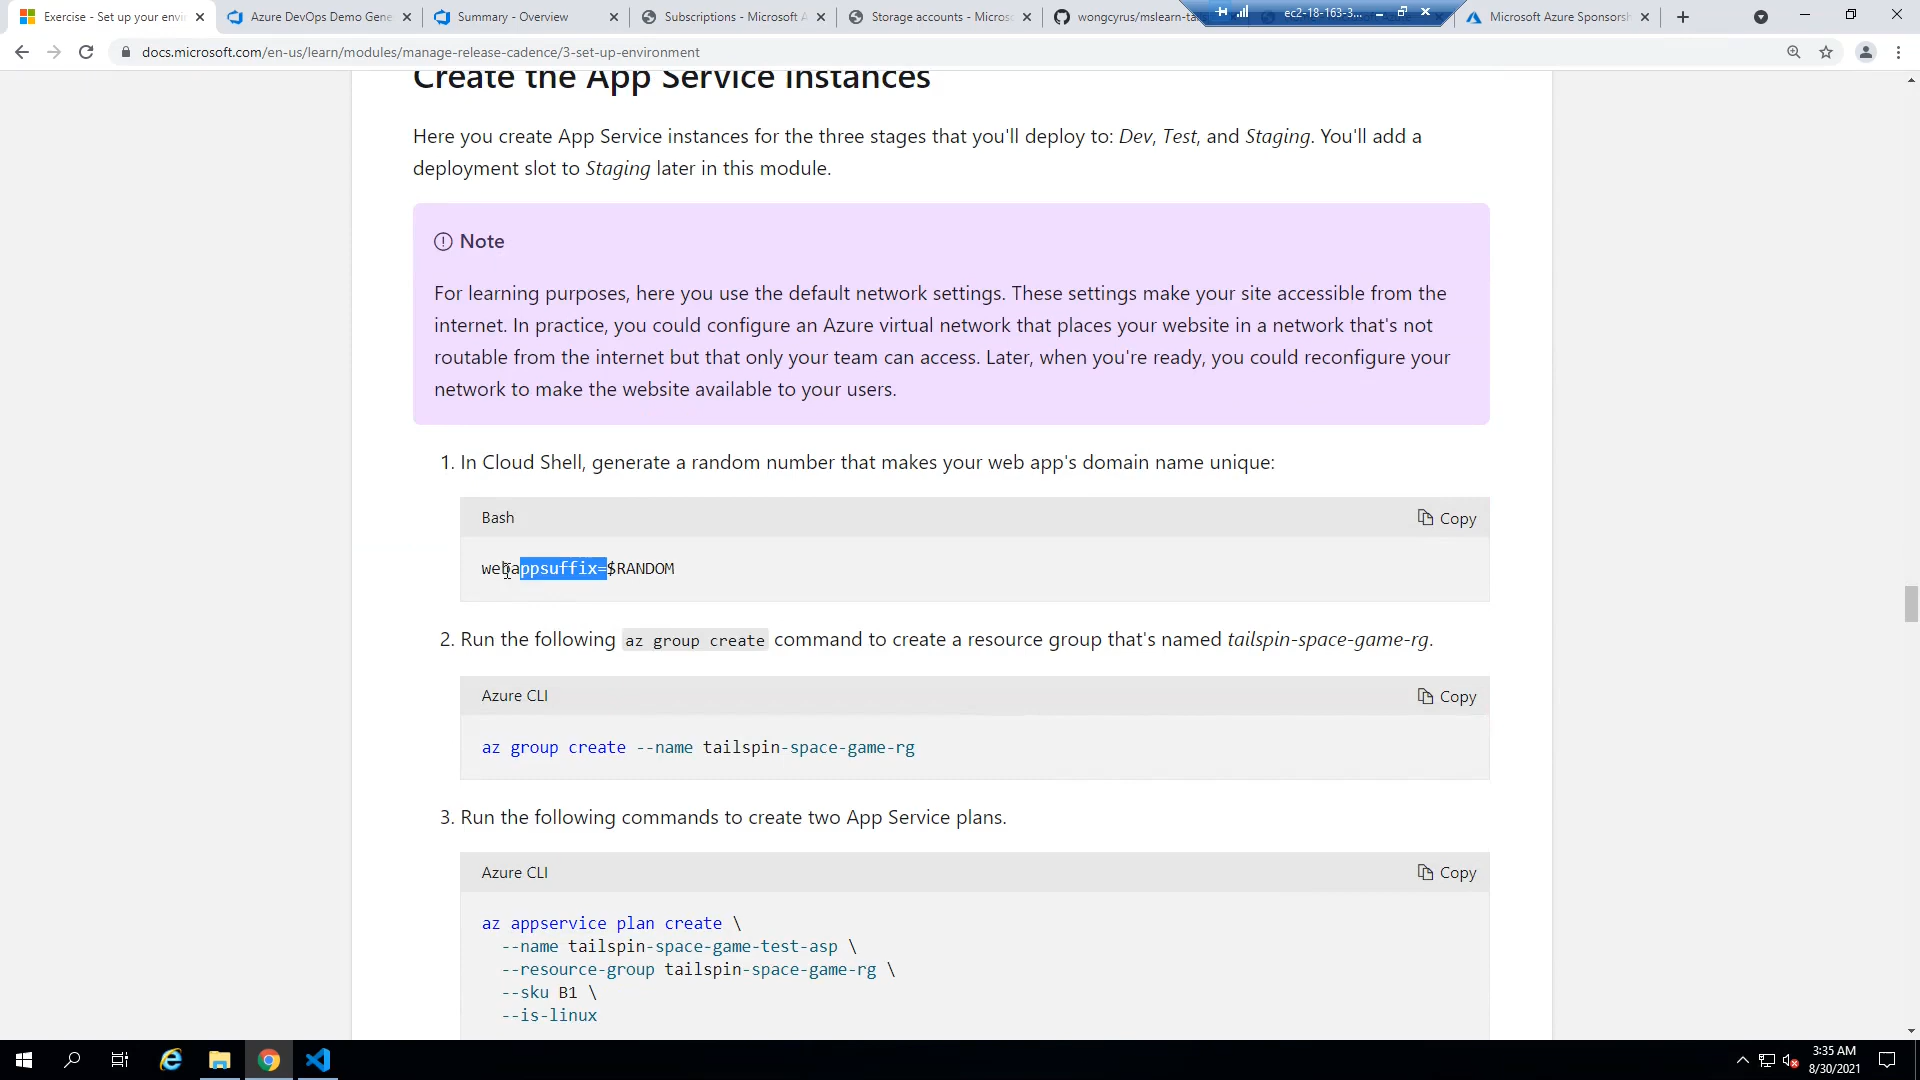 Exercise - Set up your envi
Azure DevOps Demo Gene
Summary - Overview
Subscriptions - Microsoft A
Storage accounts - Microso
wongcyrus/mslearn-tails
ec2-18-163-3...
Microsoft Azure Sponsorsh
docs.microsoft.com/en-us/learn/modules/manage-release-cadence/3-set-up-environment
Create the App Service instances
Here you create App Service instances for the three stages that you'll deploy to: Dev, Test, and Staging. You'll add a
deployment slot to Staging later in this module.
Note
For learning purposes, here you use the default network settings. These settings make your site accessible from the
internet. In practice, you could configure an Azure virtual network that places your website in a network that's not
routable from the internet but that only your team can access. Later, when you're ready, you could reconfigure your
network to make the website available to your users.
1. In Cloud Shell, generate a random number that makes your web app's domain name unique:
Bash
Copy
webappsuffix=$RANDOM
2. Run the following az group create command to create a resource group that's named tailspin-space-game-rg.
Azure CLI
Copy
az group create --name tailspin-space-game-rg
3. Run the following commands to create two App Service plans.
Azure CLI
Copy
az appservice plan create \
--name tailspin-space-game-test-asp \
--resource-group tailspin-space-game-rg \
--sku B1 \
--is-linux
3:35 AM
8/30/2021